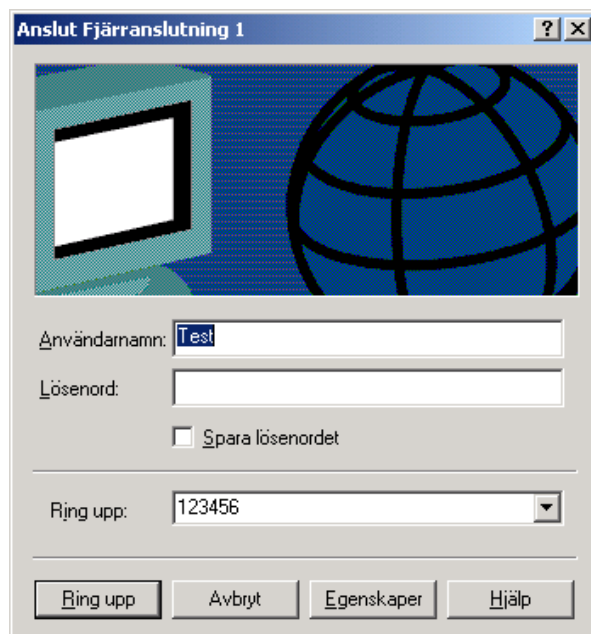 Anslut Fjärranslutning 1
Användarnamn: Test
Lösenord:
Spara lösenordet
Ring upp: 123456
Ring upp Avbryt Egenskaper Hjälp